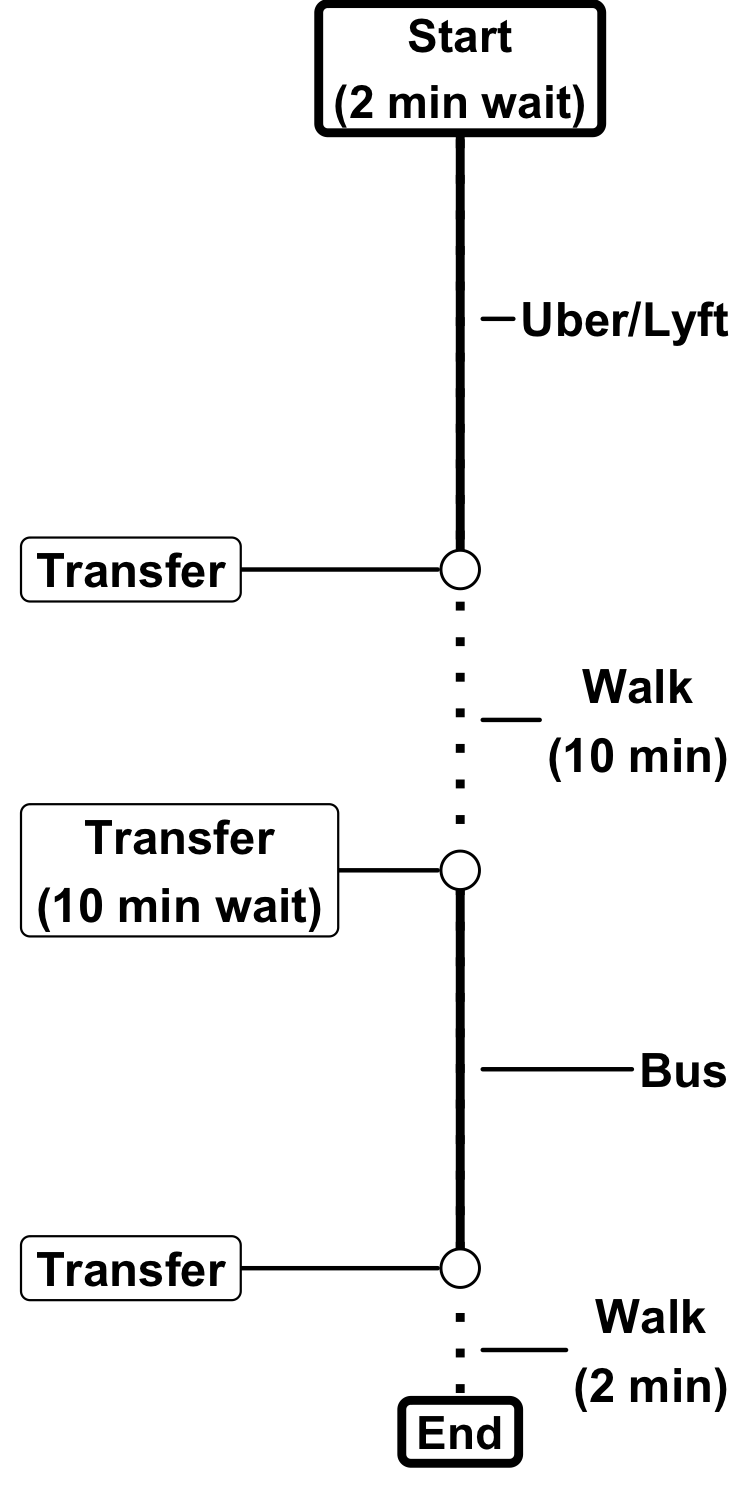 Start
(2 min wait)
Uber/Lyft
Transfer
Walk
(10 min)
Transfer
(10 min wait)
Bus
Transfer
Walk
(2 min)
End